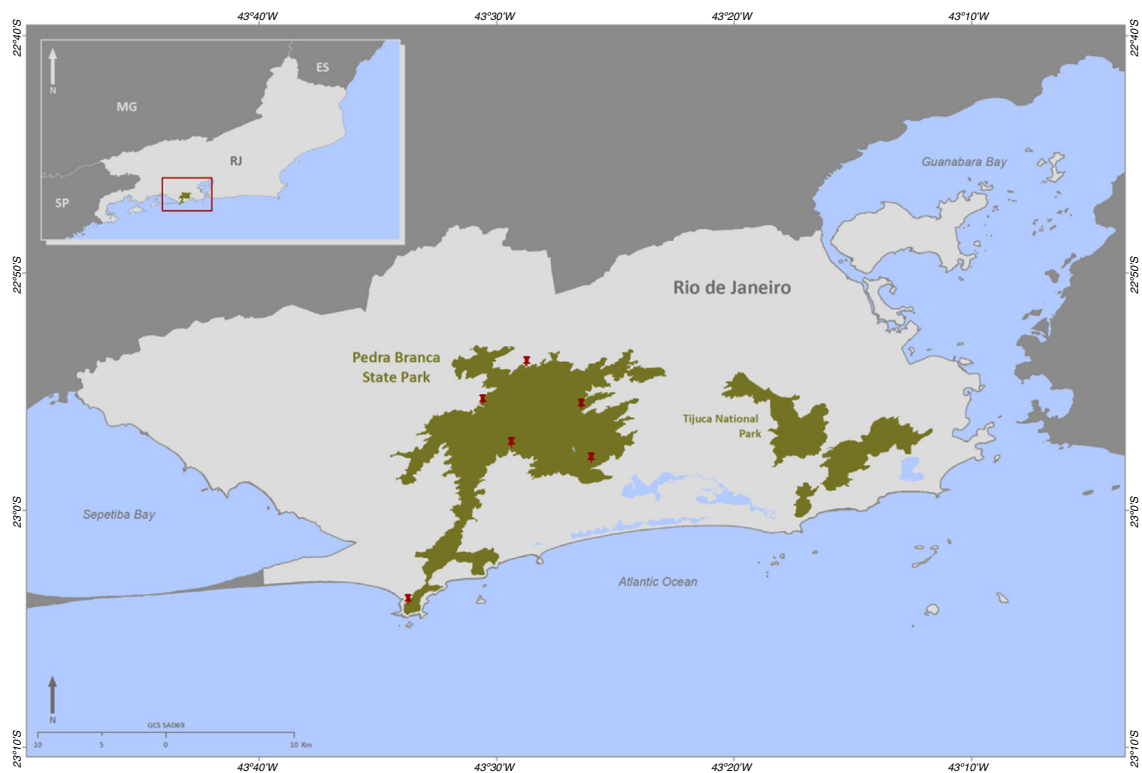 43°40'W 43°30'W 43°20'W 43°10'W
22°40'S 22°40'S
N
ES
MG
RJ
SP
Guanabara Bay
22°50'S 22°50'S
Rio de Janeiro
Pedra Branca
State Park
Tijuca National
Park
23°0'S 23°0'S
Sepetiba Bay
Atlantic Ocean
N
GCS SAD69
10 5 0 10 Km
23°10'S 23°10'S
43°40'W 43°30'W 43°20'W 43°10'W